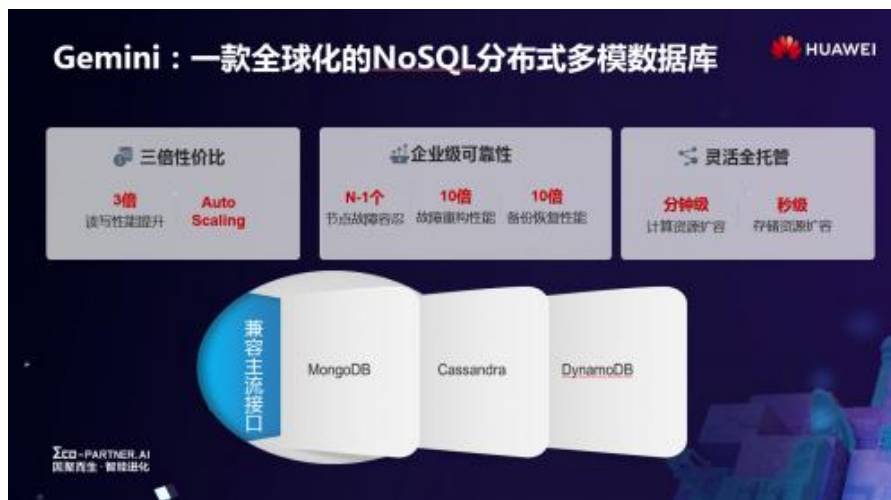 Gemini：一款全球化的NoSQL分布式多模数据库
HUAWEI
三倍性价比
3倍
读写性能提升
Auto
Scaling
企业级可靠性
N-1个
节点故障容忍
10倍
故障重构性能
10倍
备份恢复性能
灵活全托管
分钟级
计算资源扩容
秒级
存储资源扩容
兼容主流接口
MongoDB
Cassandra
DynamoDB
ΣCO-PARTNER.AI
因聚而生·智能进化